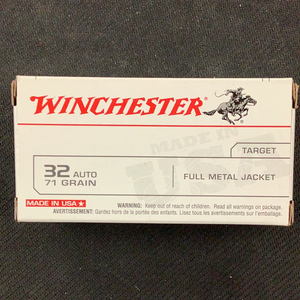 WINCHESTER
MADE IN
USA
TARGET
32 AUTO
71 GRAIN
FULL METAL JACKET
MADE IN U.S.A.
WARNING: Keep out of reach of children. Read all warnings on package.
AVERTISSEMENT: Gardez hors de la portée des enfants. Lisez tous les avertissements sur l'emballage.